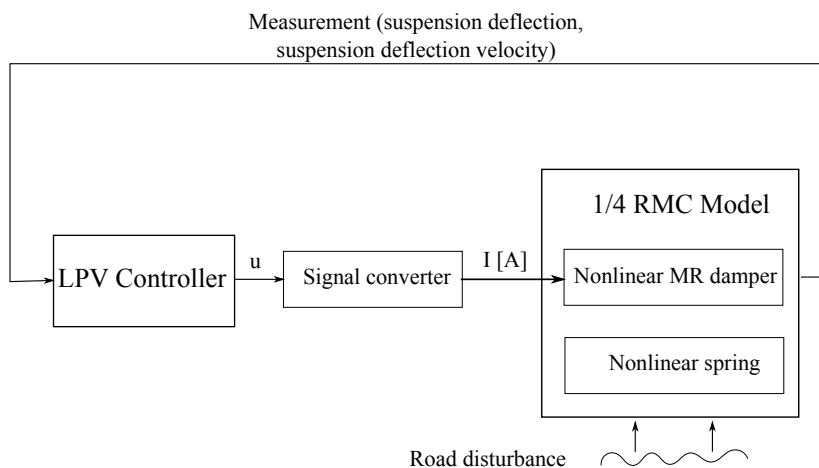 Measurement (suspension deflection,
suspension deflection velocity)
1/4 RMC Model
LPV Controller
u
Signal converter
I [A]
Nonlinear MR damper
Nonlinear spring
Road disturbance